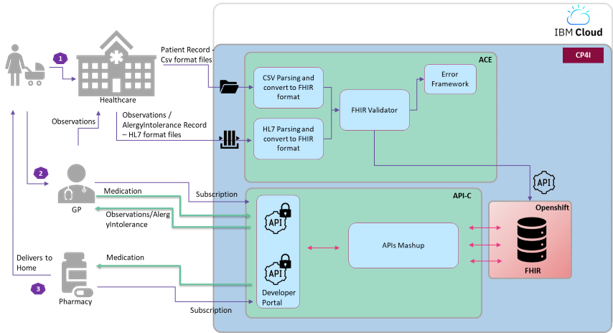 IBM Cloud
CP4I
1
Patient Record -
Csv format files
ACE
CSV Parsing and
convert to FHIR
format
Error
Framework
Healthcare
FHIR Validator
Observations /
AlergyIntolerance Record
– HL7 format files
Observations
HL7 Parsing and
convert to FHIR
format
2
API
Medication
Subscription
API-C
GP
Openshift
Observations/Alerg
yIntolerance
API
APIs Mashup
Delivers to
Home
Medication
API
FHIR
3
Developer
Portal
Pharmacy
Subscription